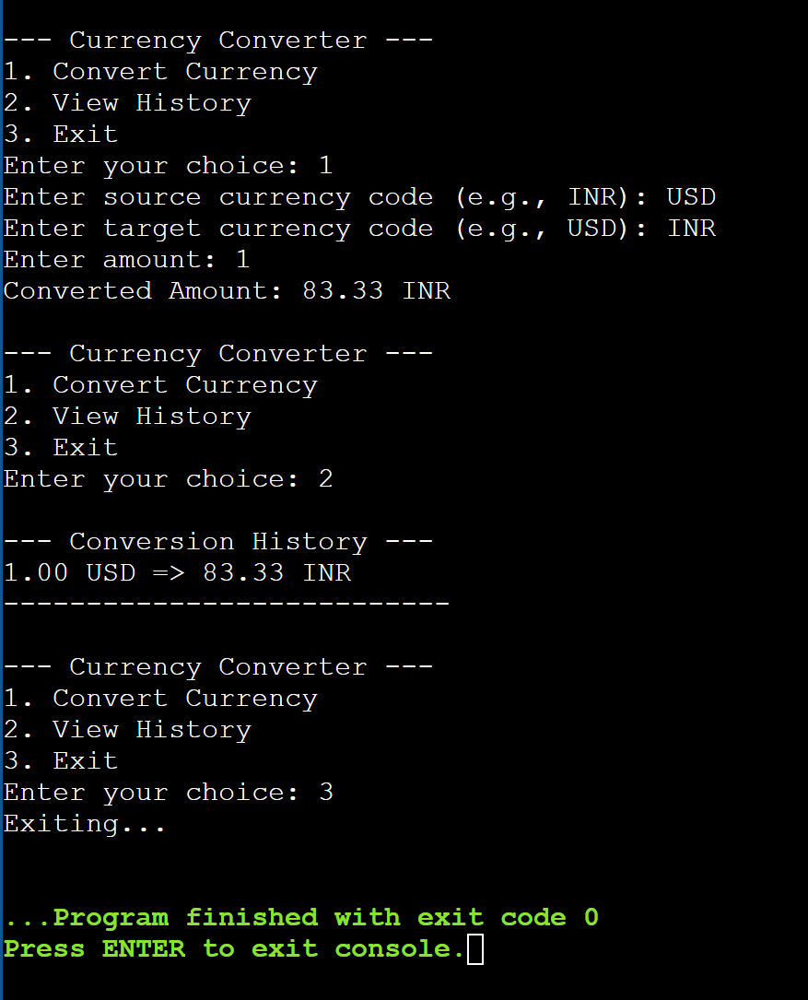 --- Currency Converter ---
1. Convert Currency
2. View History
3. Exit
Enter your choice: 1
Enter source currency code (e.g., INR): USD
Enter target currency code (e.g., USD): INR
Enter amount: 1
Converted Amount: 83.33 INR
--- Currency Converter ---
1. Convert Currency
2. View History
3. Exit
Enter your choice: 2
--- Conversion History ---
1.00 USD => 83.33 INR
---------------------------
--- Currency Converter ---
1. Convert Currency
2. View History
3. Exit
Enter your choice: 3
Exiting...
...Program finished with exit code 0
Press ENTER to exit console.